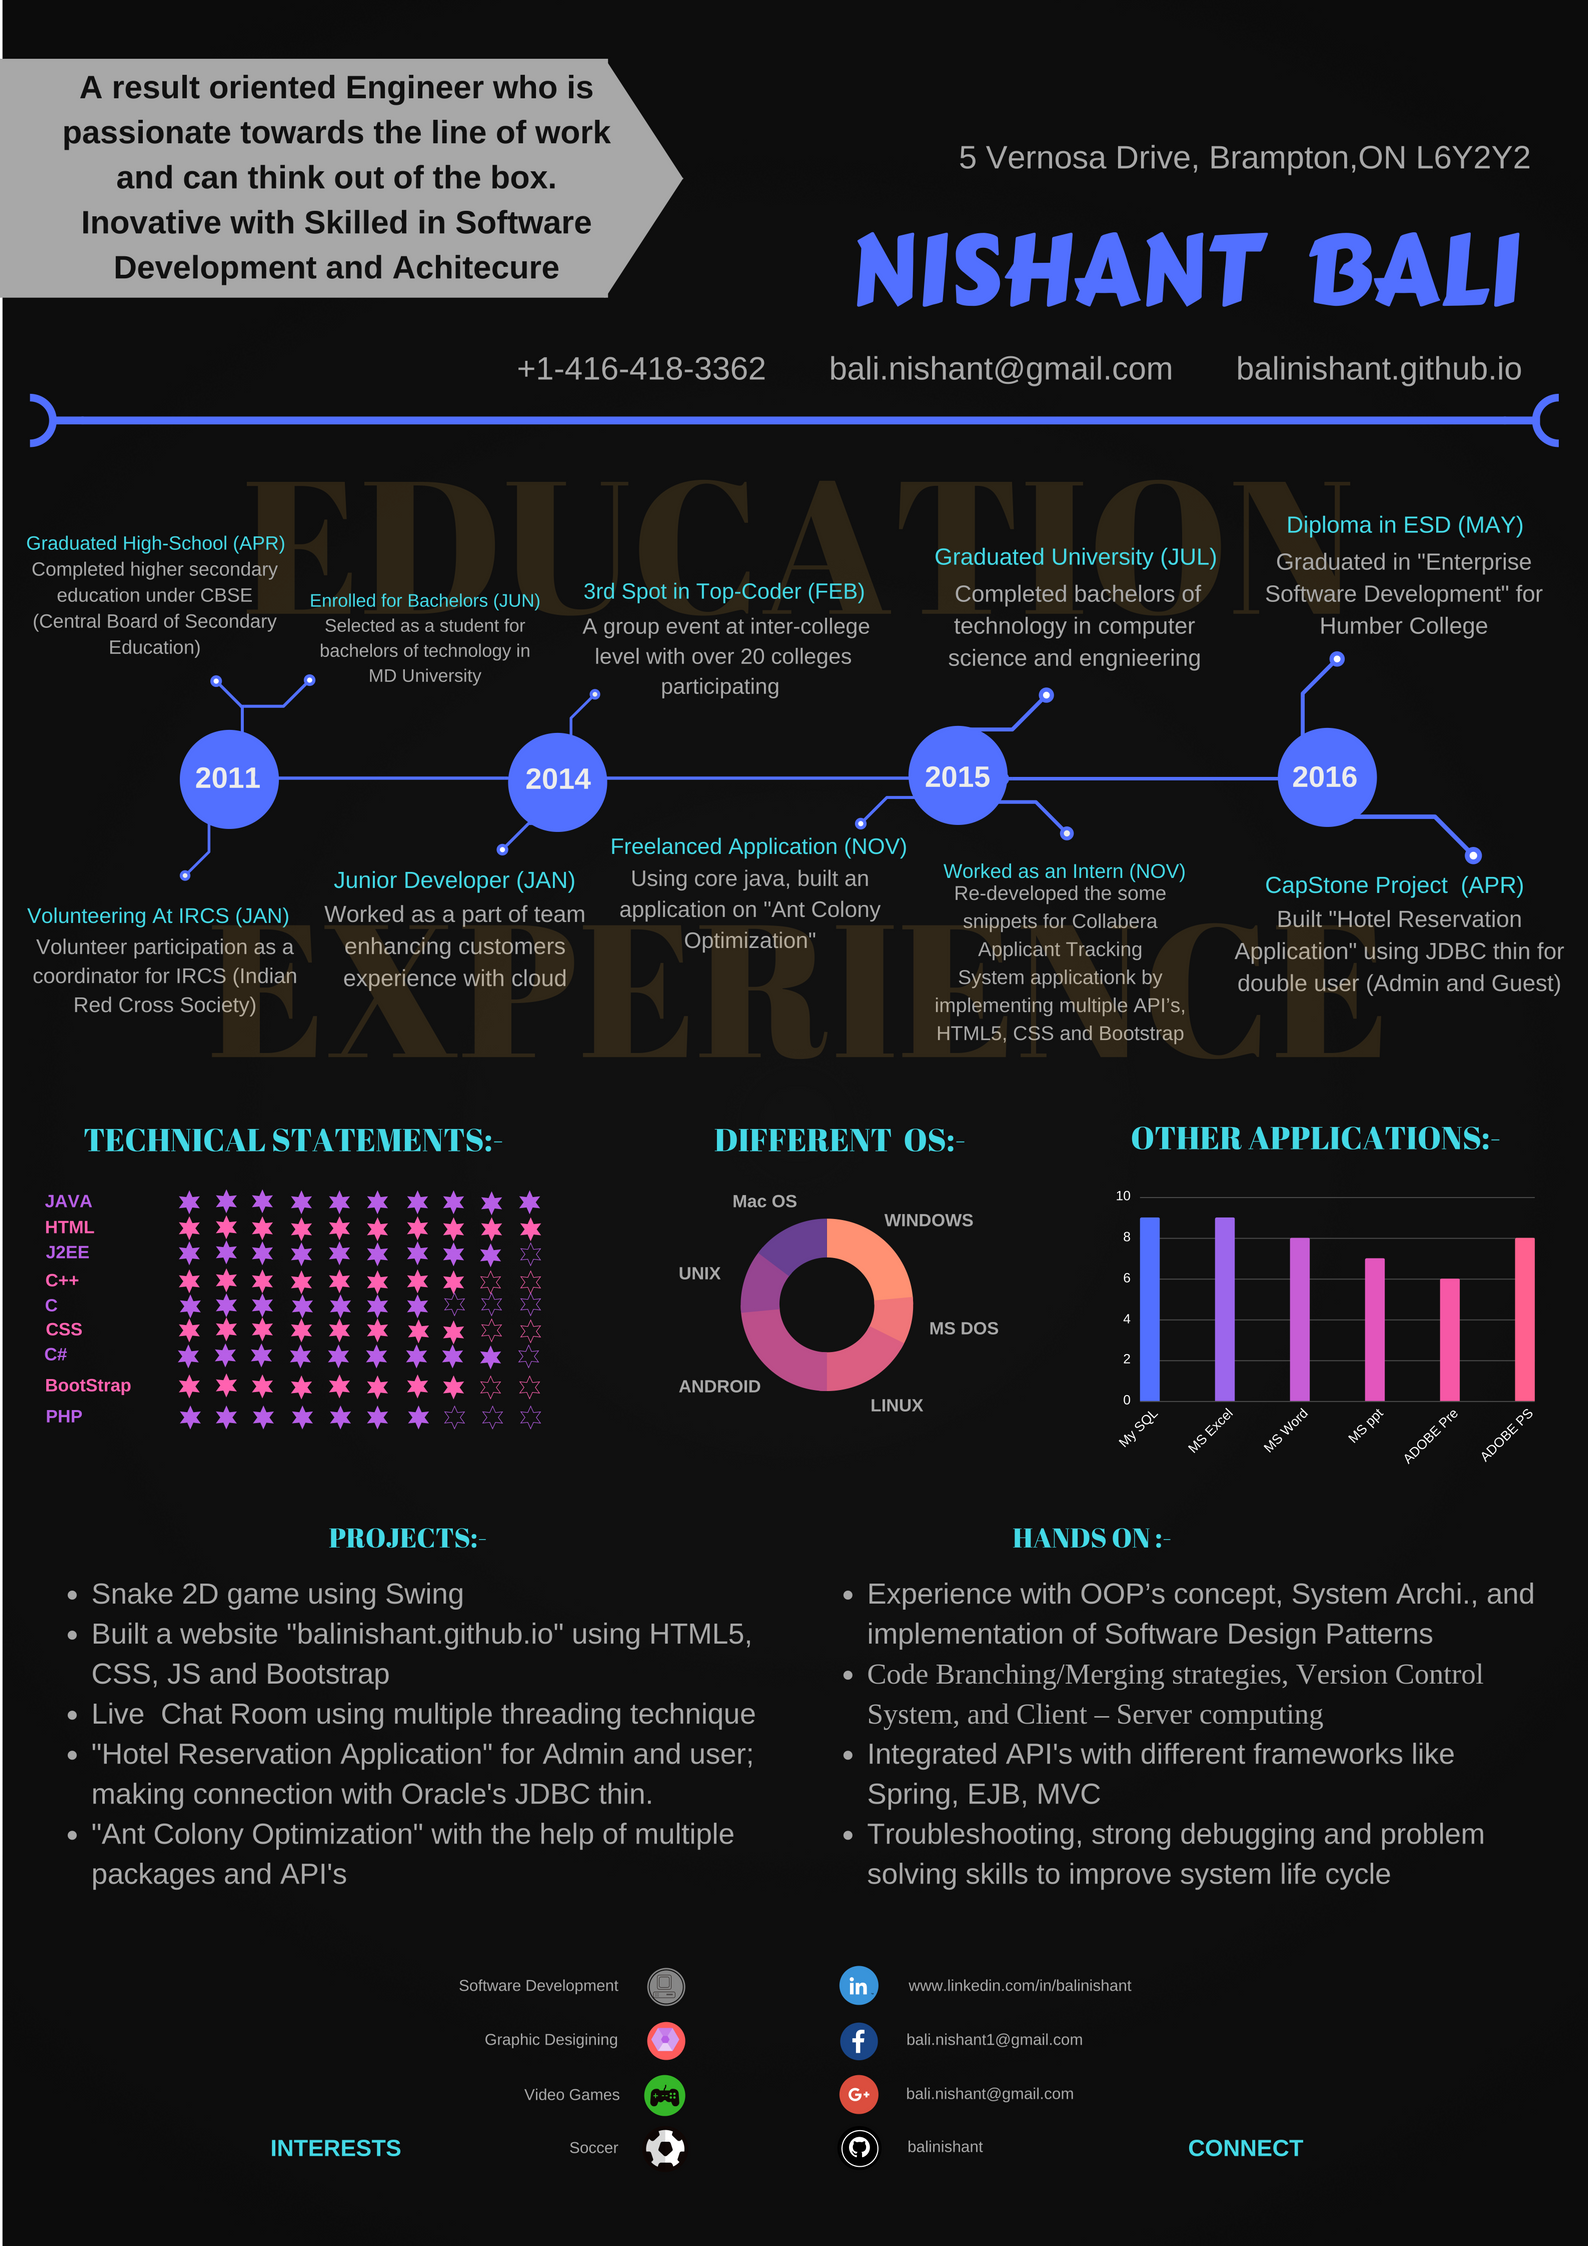 A result oriented Engineer who is
passionate towards the line of work
and can think out of the box.
Inovative with Skilled in Software
Development and Achitecure
5 Vernosa Drive, Brampton,ON L6Y2Y2
NISHANT BALI
+1-416-418-3362
bali.nishant@gmail.com
balinishant.github.io
EDUCATION
Graduated High-School (APR)
Completed higher secondary
education under CBSE
(Central Board of Secondary
Education)
Enrolled for Bachelors (JUN)
Selected as a student for
bachelors of technology in
MD University
3rd Spot in Top-Coder (FEB)
A group event at inter-college
level with over 20 colleges
participating
Graduated University (JUL)
Completed bachelors of
technology in computer
science and engnieering
Diploma in ESD (MAY)
Graduated in "Enterprise
Software Development" for
Humber College
2011
2014
2015
2016
EXPERIENCE
Volunteering At IRCS (JAN)
Volunteer participation as a
coordinator for IRCS (Indian
Red Cross Society)
Junior Developer (JAN)
Worked as a part of team
enhancing customers
experience with cloud
Freelanced Application (NOV)
Using core java, built an
application on "Ant Colony
Optimization"
Worked as an Intern (NOV)
Re-developed the some
snippets for Collabera
Applicant Tracking
System applicationk by
implementing multiple API's,
HTML5, CSS and Bootstrap
CapStone Project  (APR)
Built "Hotel Reservation
Application" using JDBC thin for
double user (Admin and Guest)
TECHNICAL STATEMENTS:-
JAVA
HTML
J2EE
C++
C
CSS
C#
BootStrap
PHP
DIFFERENT  OS:-
Mac OS
WINDOWS
UNIX
MS DOS
ANDROID
LINUX
OTHER APPLICATIONS:-
10
8
6
4
2
0
My SQL
MS Excel
MS Word
MS ppt
ADOBE Pre
ADOBE PS
PROJECTS:-
• Snake 2D game using Swing
• Built a website "balinishant.github.io" using HTML5,
CSS, JS and Bootstrap
• Live  Chat Room using multiple threading technique
• "Hotel Reservation Application" for Admin and user;
making connection with Oracle's JDBC thin.
• "Ant Colony Optimization" with the help of multiple
packages and API's
HANDS ON :-
• Experience with OOP's concept, System Archi., and
implementation of Software Design Patterns
• Code Branching/Merging strategies, Version Control
System, and Client – Server computing
• Integrated API's with different frameworks like
Spring, EJB, MVC
• Troubleshooting, strong debugging and problem
solving skills to improve system life cycle
INTERESTS
Software Development
Graphic Desigining
Video Games
Soccer
in
www.linkedin.com/in/balinishant
f
bali.nishant1@gmail.com
G+
bali.nishant@gmail.com
balinishant
CONNECT